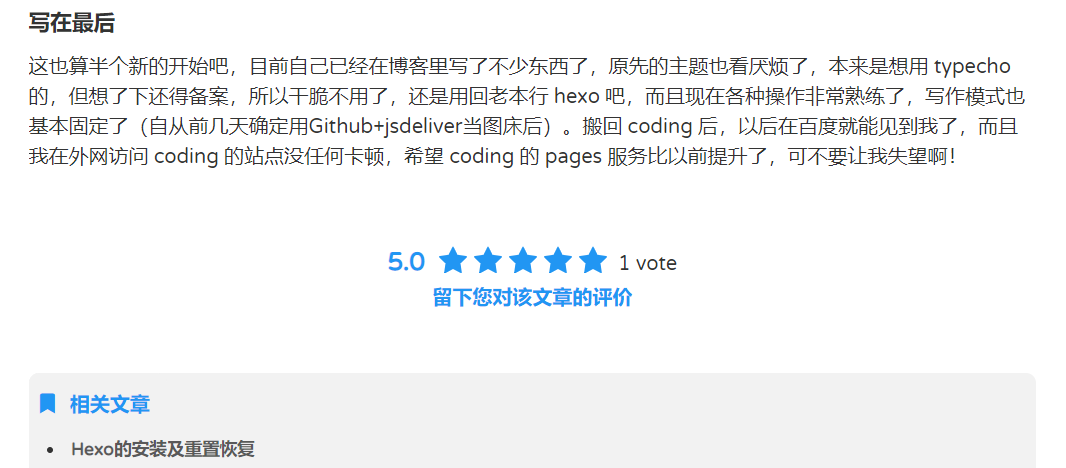 写在最后
这也算半个新的开始吧，目前自己已经在博客里写了不少东西了，原先的主题也看厌烦了，本来是想用 typecho
的，但想了下还得备案，所以干脆不用了，还是用回老本行 hexo 吧，而且现在各种操作非常熟练了，写作模式也
基本固定了（自从前几天确定用Github+jsdeliver当图床后）。搬回 coding 后，以后在百度就能见到我了，而且
我在外网访问 coding 的站点没任何卡顿，希望 coding 的 pages 服务比以前提升了，可不要让我失望啊！
5.0 ★★★★★ 1 vote
留下您对该文章的评价
相关文章
• Hexo的安装及重置恢复